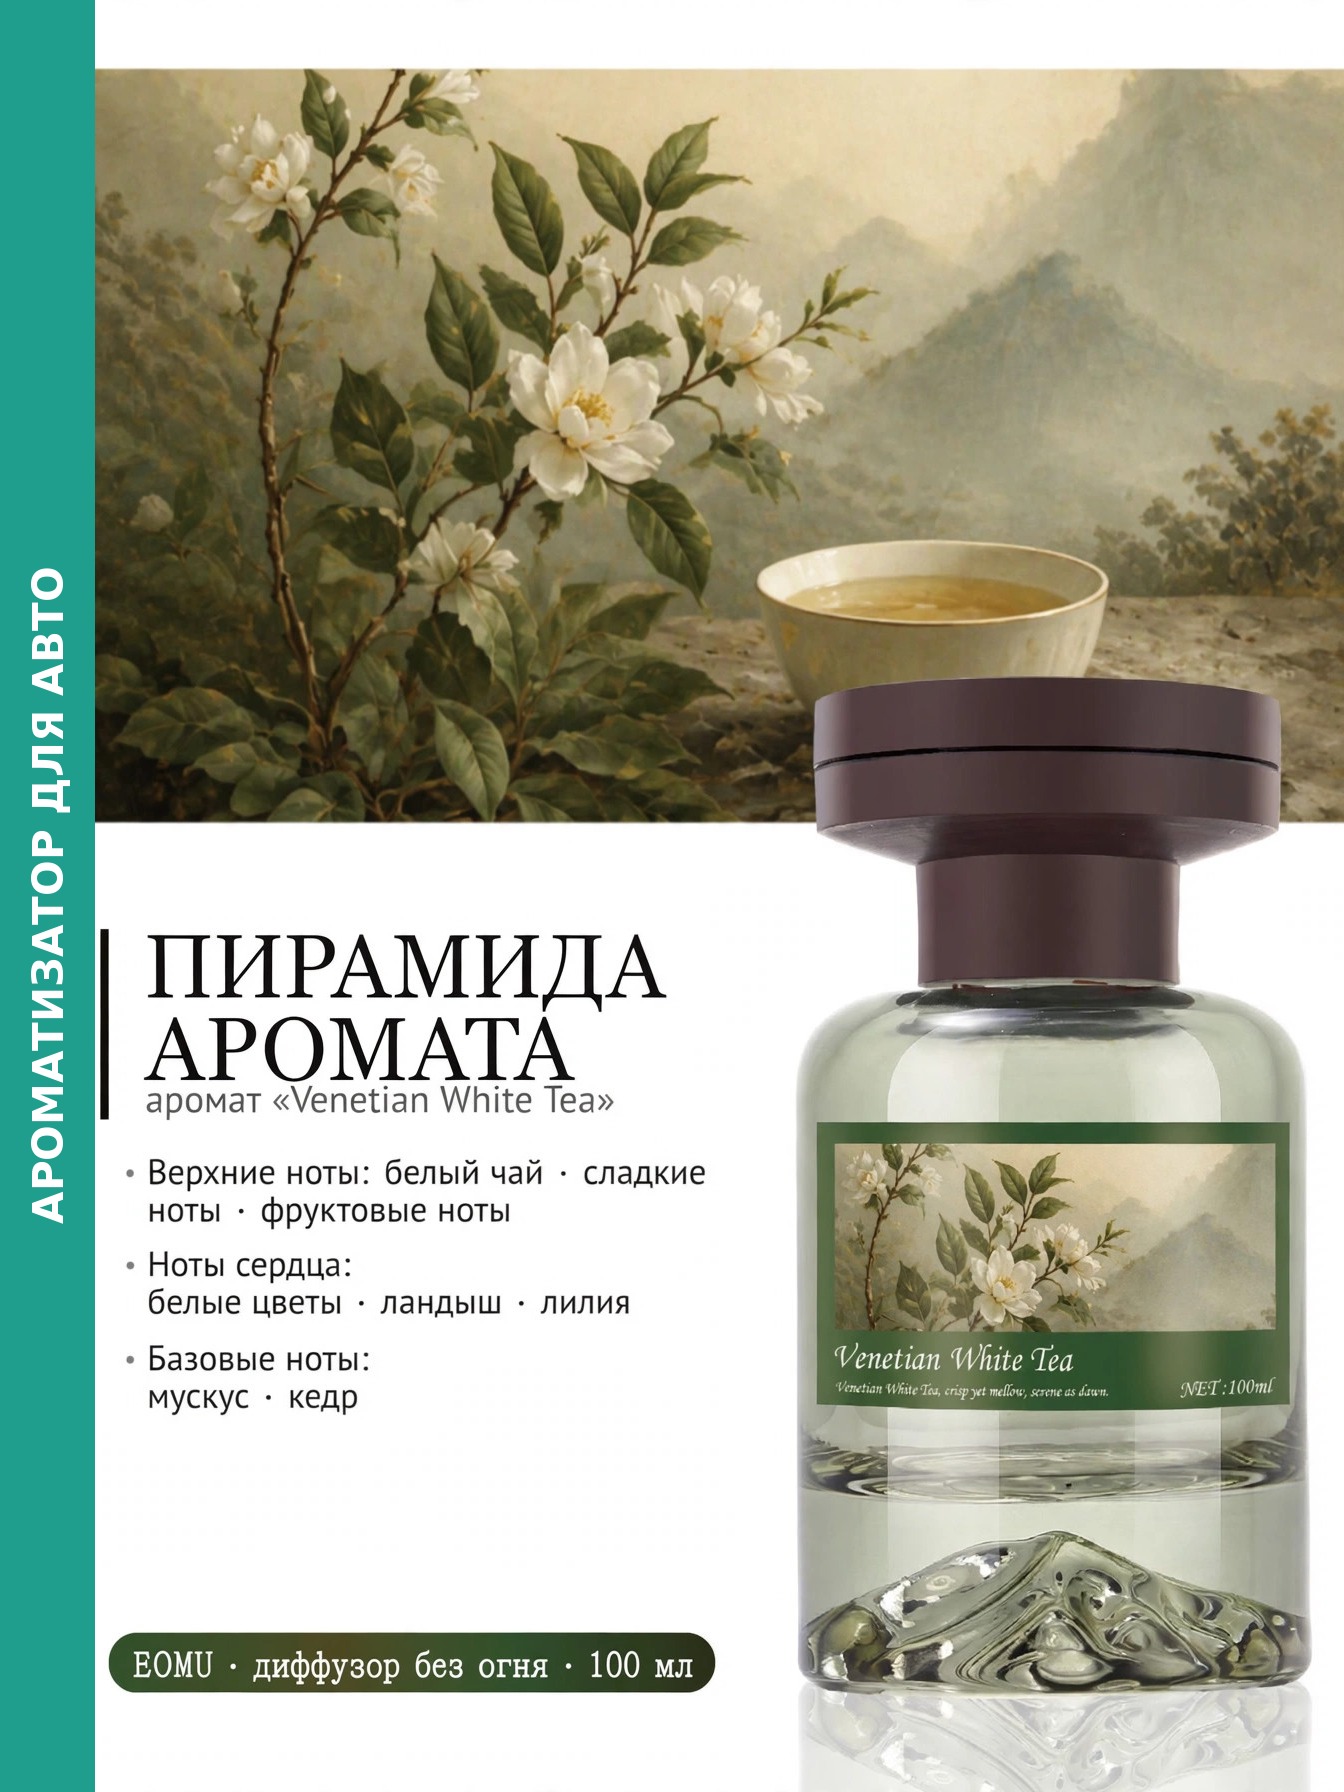 АРОМАТИЗАТОР ДЛЯ АВТО
ПИРАМИДА
АРОМАТА
аромат «Venetian White Tea»
• Верхние ноты: белый чай · сладкие
ноты · фруктовые ноты
• Ноты сердца:
белые цветы · ландыш · лилия
• Базовые ноты:
мускус · кедр
Venetian White Tea
Venetian White Tea, crisp yet mellow, serene as dawn.
NET:100ml
EOMU · диффузор без огня · 100 мл